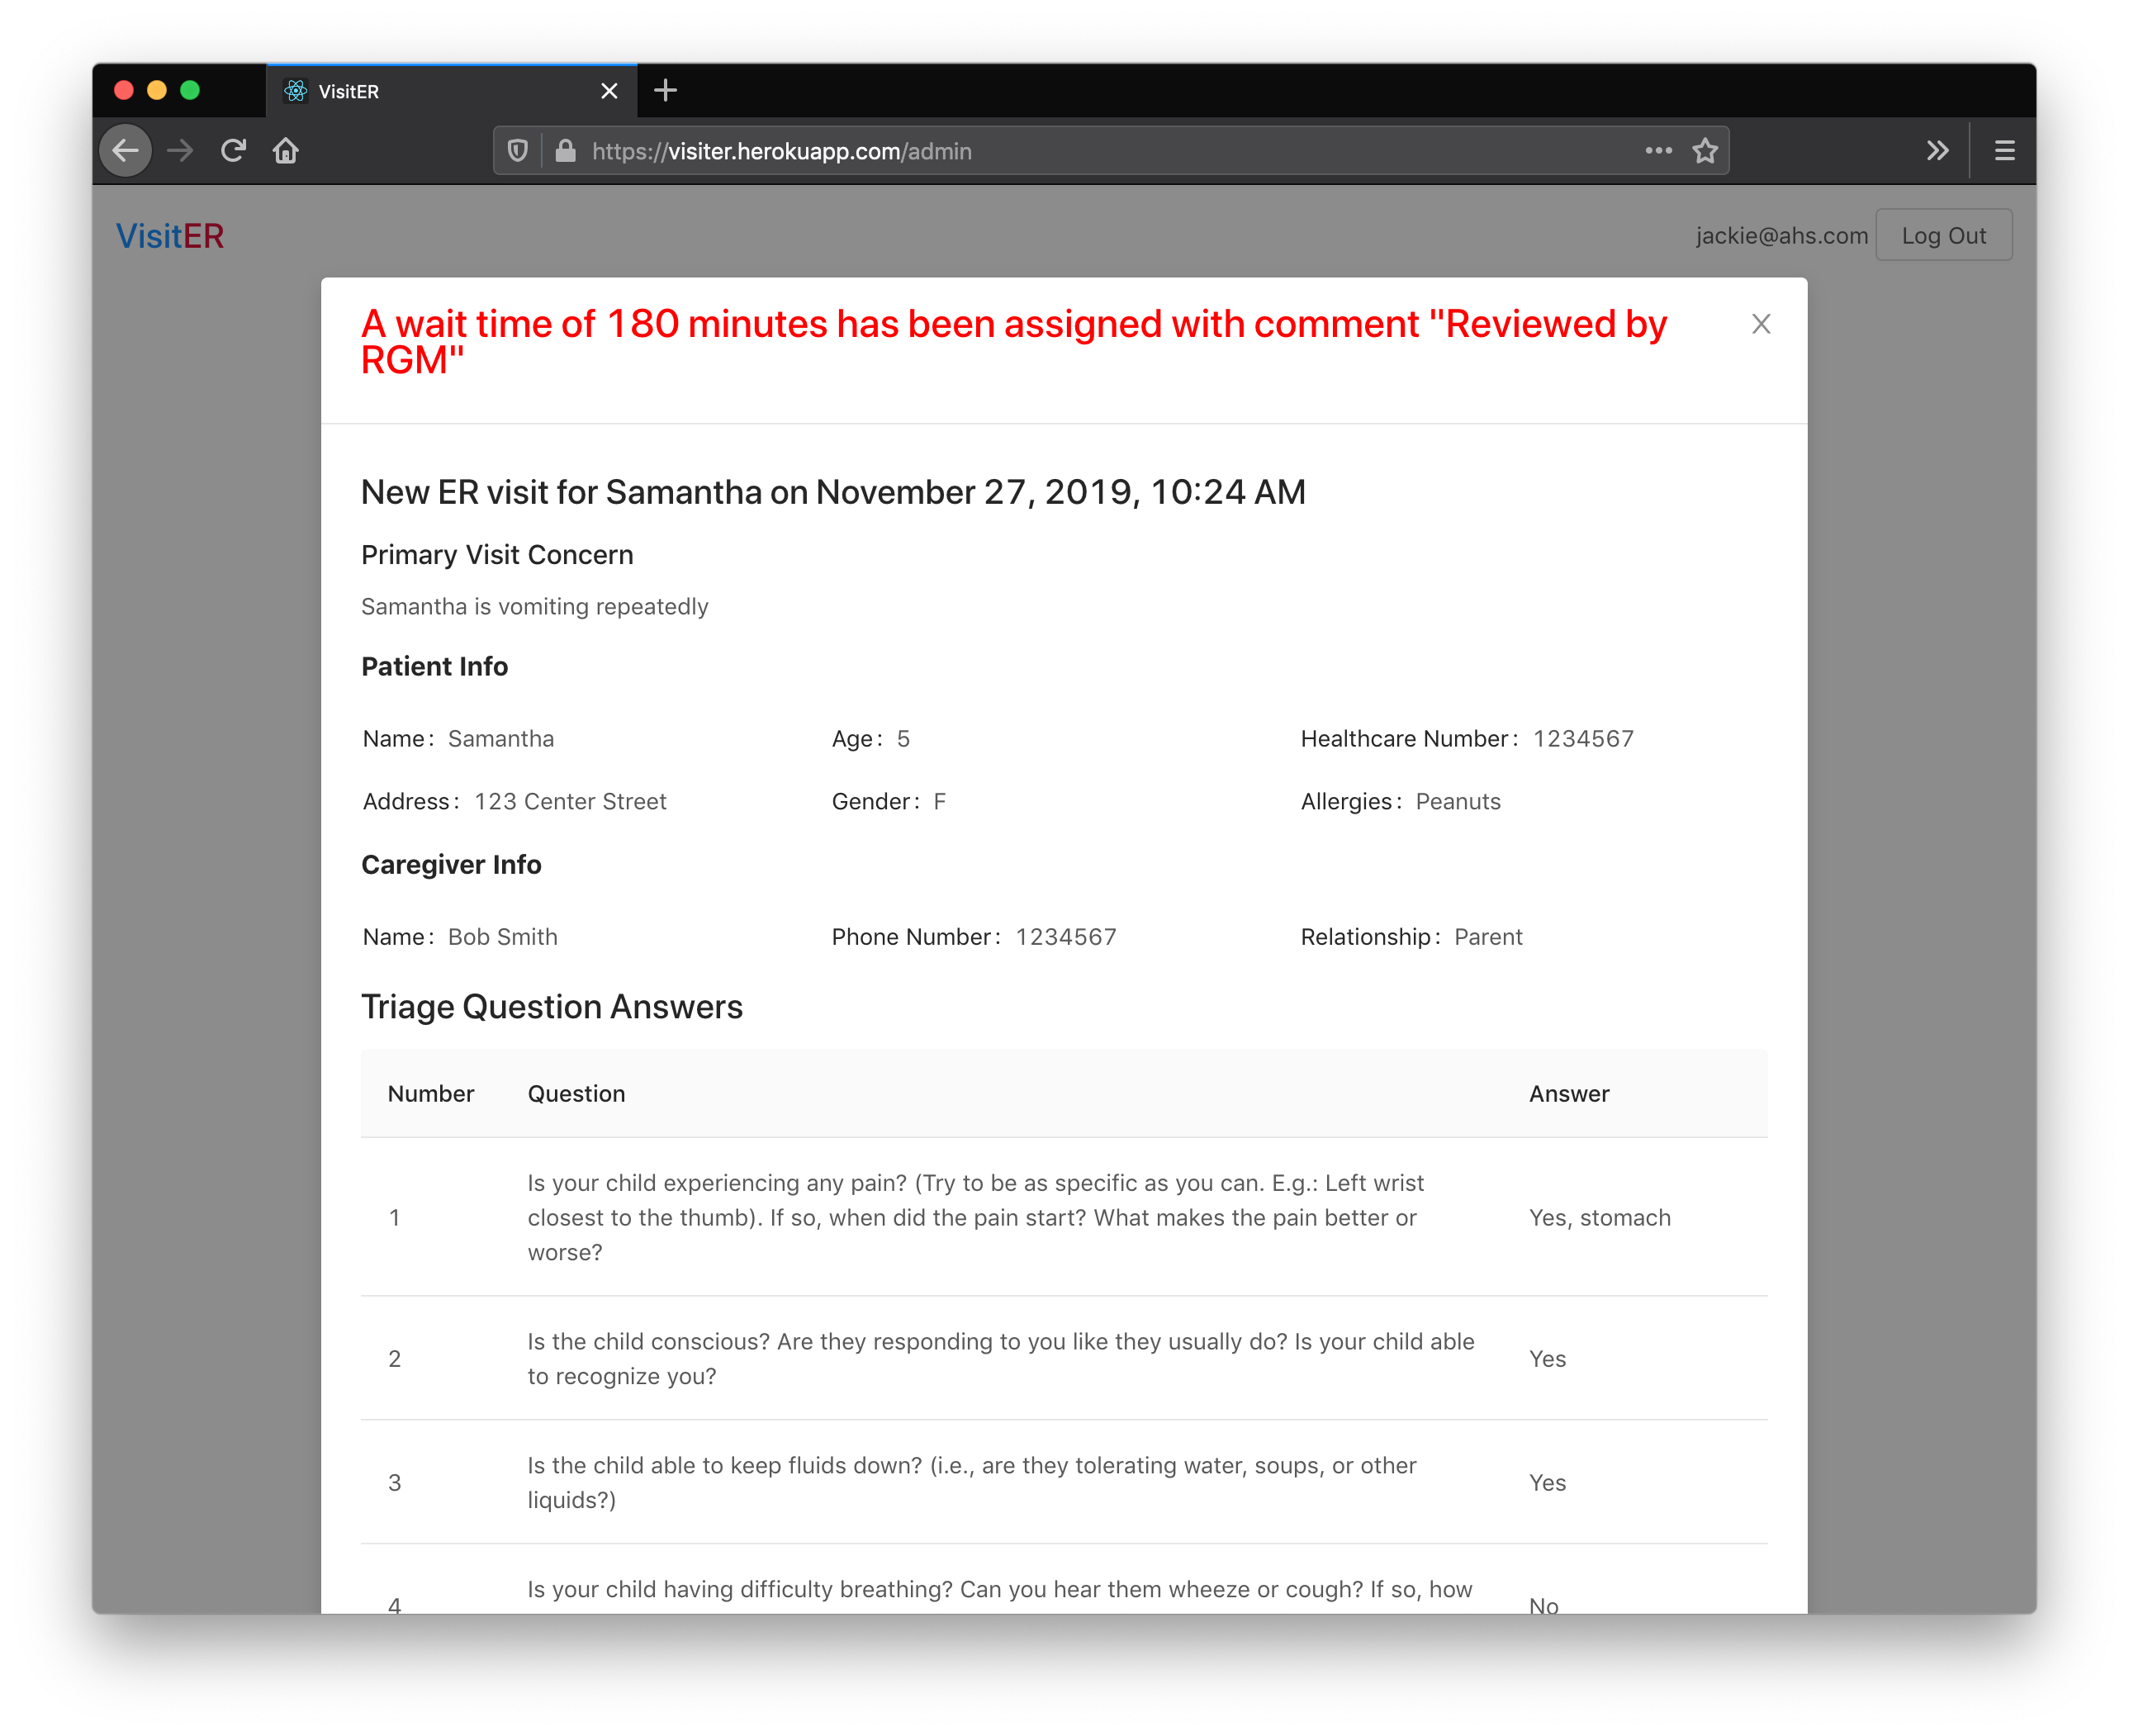 VisitER
https://visiter.herokuapp.com/admin
VisitER
jackie@ahs.com Log Out
A wait time of 180 minutes has been assigned with comment "Reviewed by
RGM"
New ER visit for Samantha on November 27, 2019, 10:24 AM
Primary Visit Concern
Samantha is vomiting repeatedly
Patient Info
Name: Samantha Age: 5 Healthcare Number: 1234567
Address: 123 Center Street Gender: F Allergies: Peanuts
Caregiver Info
Name: Bob Smith Phone Number: 1234567 Relationship: Parent
Triage Question Answers
Number Question Answer
1 Is your child experiencing any pain? (Try to be as specific as you can. E.g.: Left wrist
closest to the thumb). If so, when did the pain start? What makes the pain better or
worse?
Yes, stomach
2 Is the child conscious? Are they responding to you like they usually do? Is your child able
to recognize you?
Yes
3 Is the child able to keep fluids down? (i.e., are they tolerating water, soups, or other
liquids?)
Yes
4 Is your child having difficulty breathing? Can you hear them wheeze or cough? If so, how
No